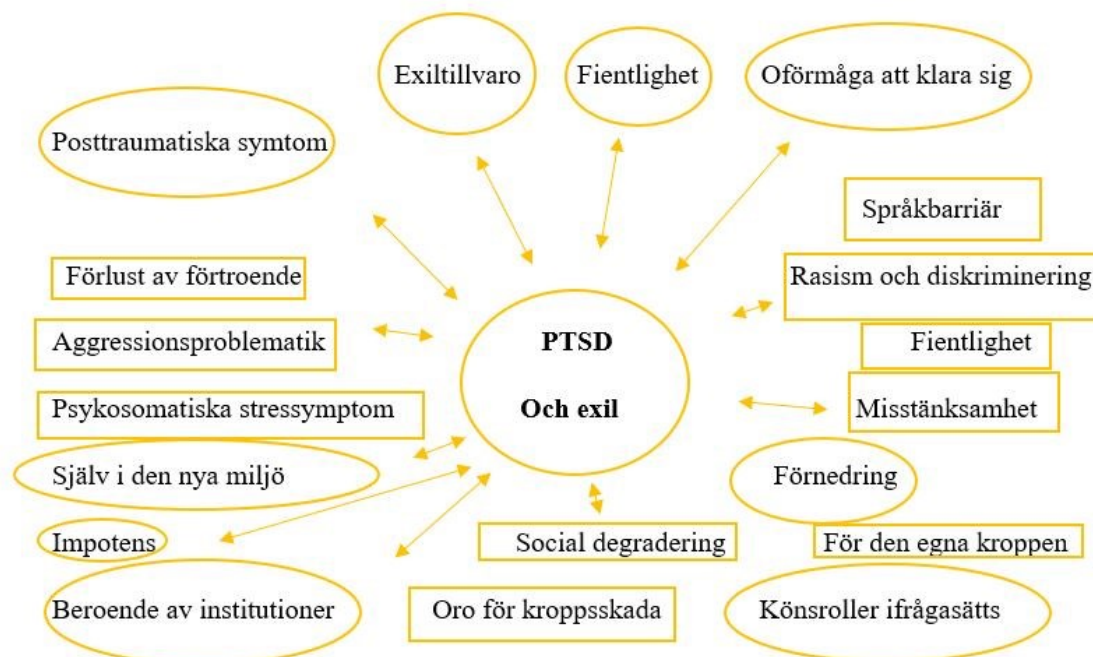 Exiltillvaro
Fientlighet
Oförmåga att klara sig
Posttraumatiska symtom
Språkbarriär
Förlust av förtroende
Rasism och diskriminering
Aggressionsproblematik
PTSD
Fientlighet
Psykosomatiska stressymptom
Och exil
Misstänksamhet
Själv i den nya miljö
Förnedring
Impotens
Social degradering
För den egna kroppen
Beroende av institutioner
Oro för kroppsskada
Könsroller ifrågasätts